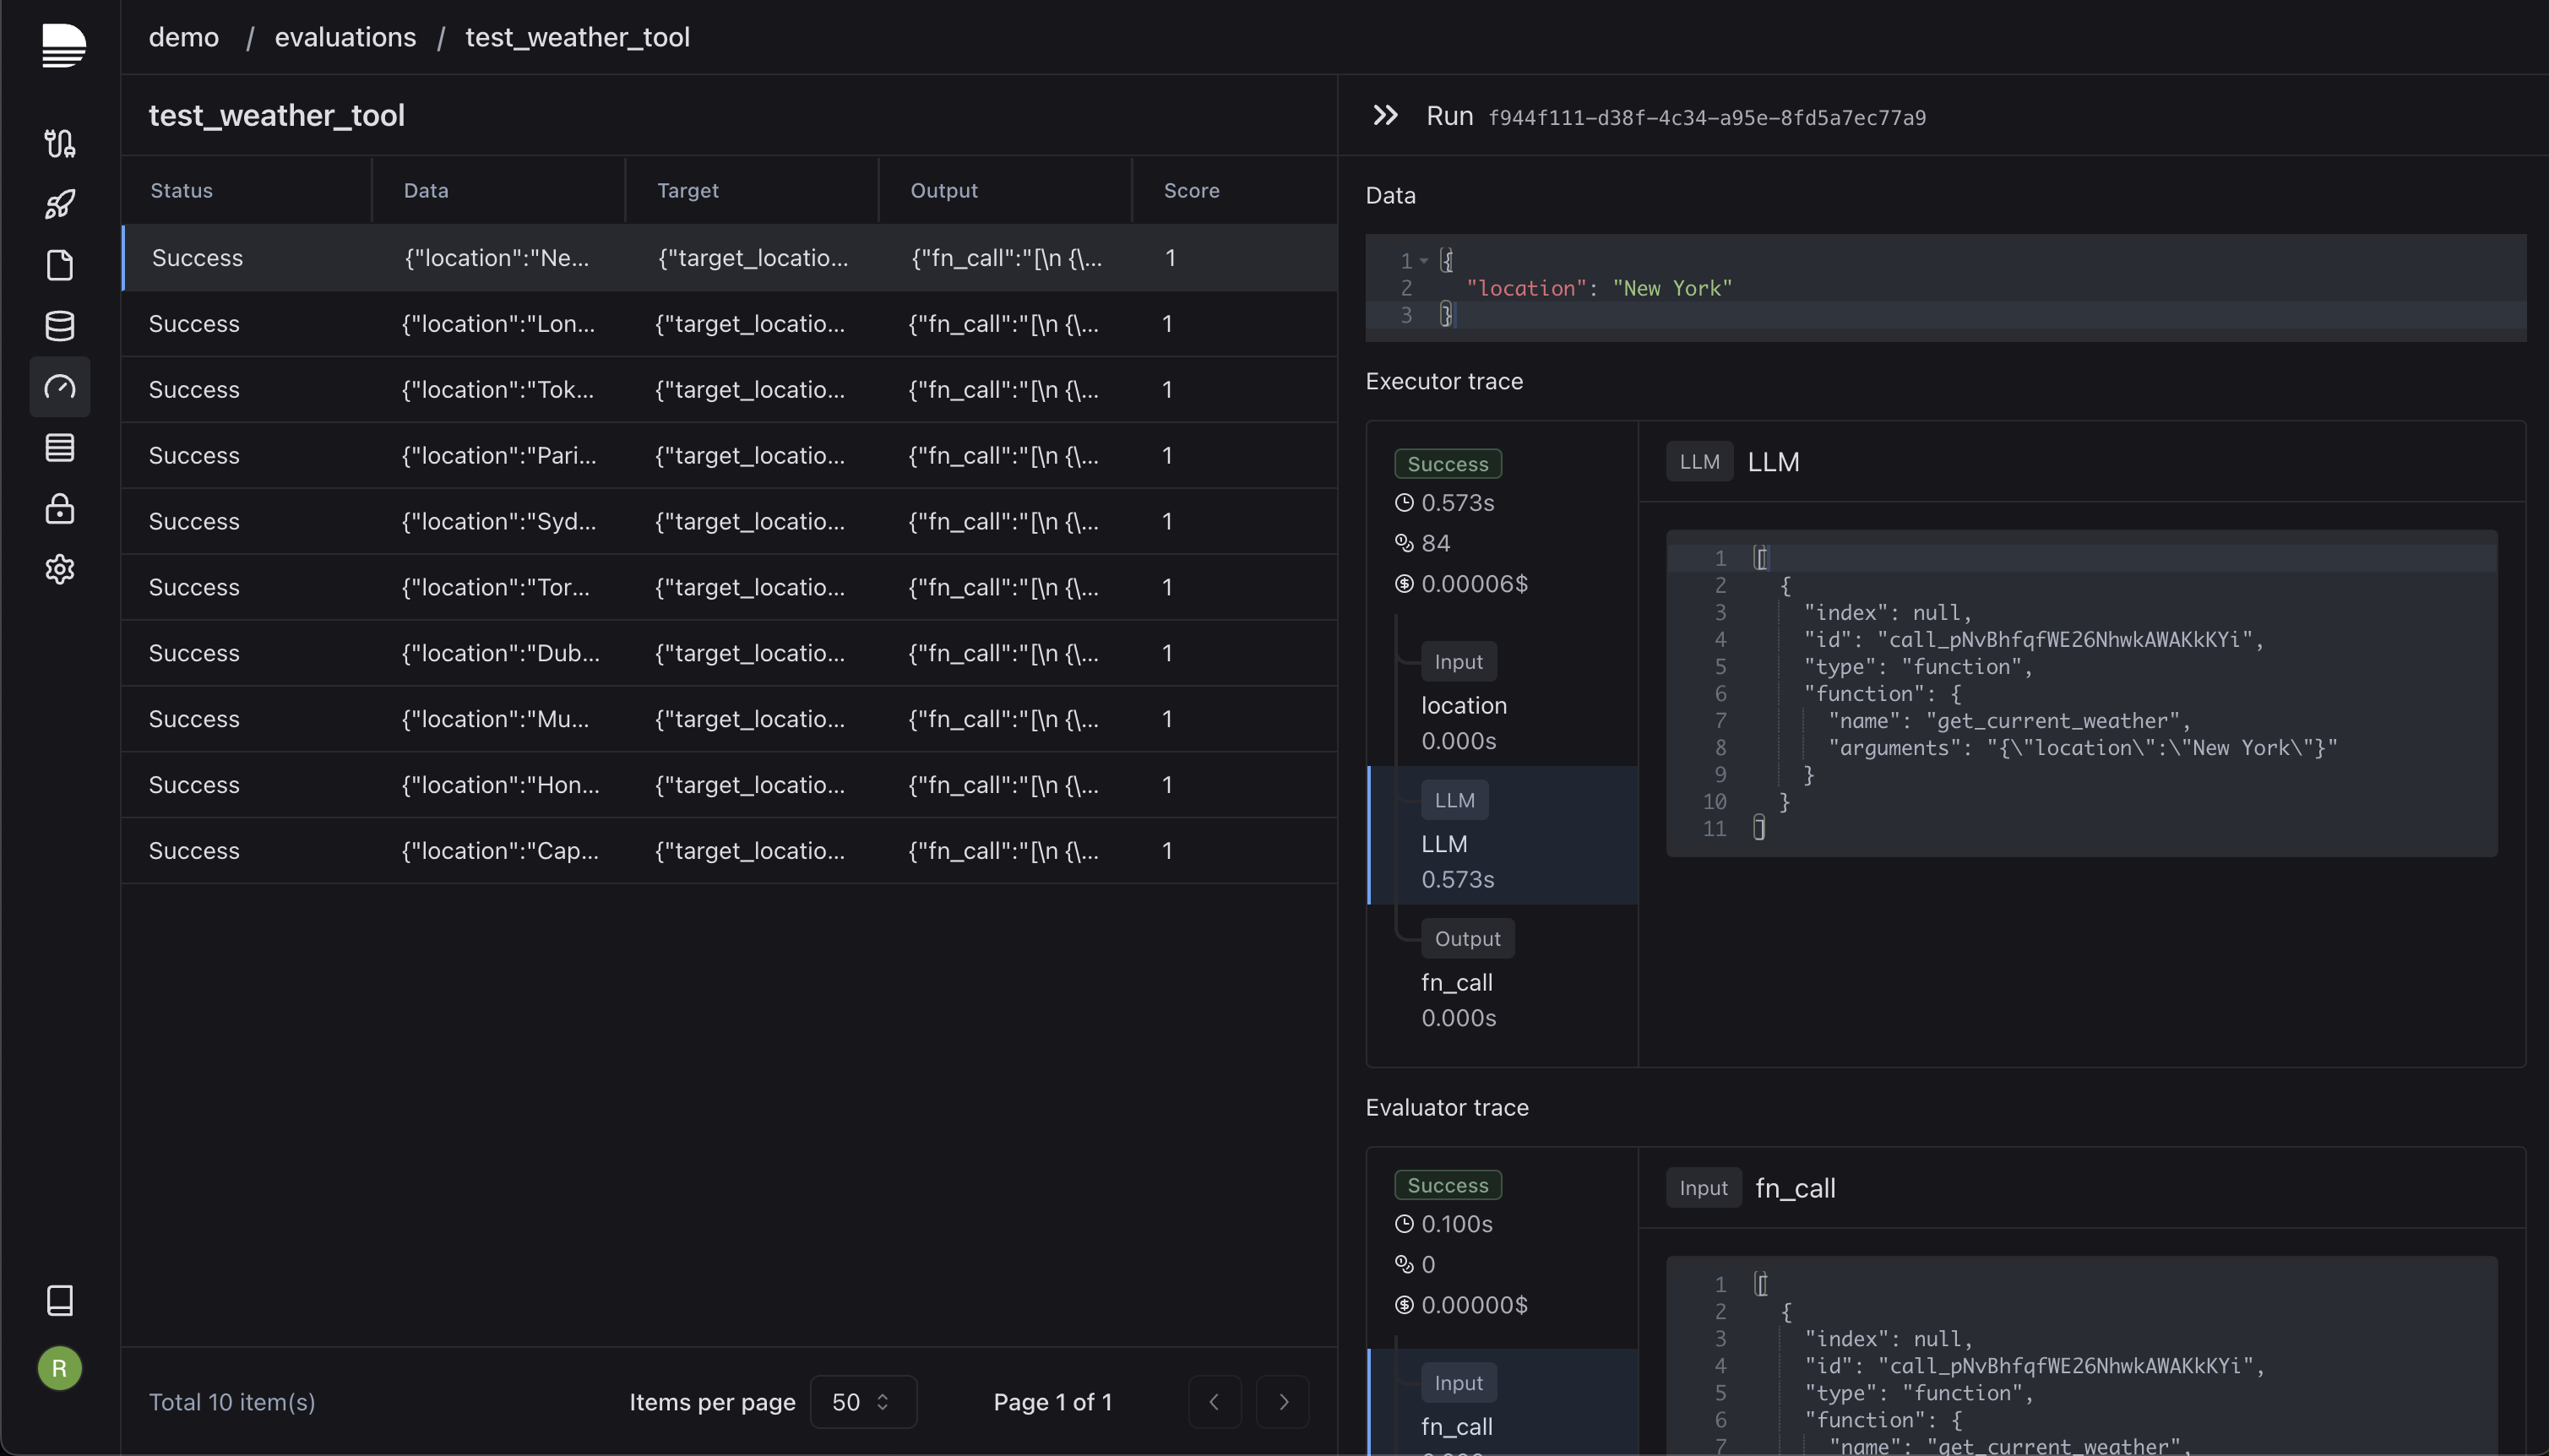 demo / evaluations / test_weather_tool
test_weather_tool
Status Data Target Output Score
Success {"location":"Ne... {"target_locatio... {"fn_call":"[\n {\... 1
Success {"location":"Lon... {"target_locatio... {"fn_call":"[\n {\... 1
Success {"location":"Tok... {"target_locatio... {"fn_call":"[\n {\... 1
Success {"location":"Pari... {"target_locatio... {"fn_call":"[\n {\... 1
Success {"location":"Syd... {"target_locatio... {"fn_call":"[\n {\... 1
Success {"location":"Tor... {"target_locatio... {"fn_call":"[\n {\... 1
Success {"location":"Dub... {"target_locatio... {"fn_call":"[\n {\... 1
Success {"location":"Mu... {"target_locatio... {"fn_call":"[\n {\... 1
Success {"location":"Hon... {"target_locatio... {"fn_call":"[\n {\... 1
Success {"location":"Cap... {"target_locatio... {"fn_call":"[\n {\... 1
R
Total 10 item(s) Items per page 50 Page 1 of 1
Run f944f111-d38f-4c34-a95e-8fd5a7ec77a9
Data
1 {
2 "location": "New York"
3 }
Executor trace
Success
0.573s
84
0.00006$
Input
location
0.000s
LLM
LLM
0.573s
Output
fn_call
0.000s
LLM LLM
1 [
2 {
3 "index": null,
4 "id": "call_pNvBhfqfWE26NhwkAWAKkKYi",
5 "type": "function",
6 "function": {
7 "name": "get_current_weather",
8 "arguments": "{\"location\":\"New York\"}"
9 }
10 }
11 ]
Evaluator trace
Success
0.100s
0
0.00000$
Input
fn_call
Input fn_call
1 [
2 {
3 "index": null,
4 "id": "call_pNvBhfqfWE26NhwkAWAKkKYi",
5 "type": "function",
6 "function": {
7 "name": "get_current_weather",